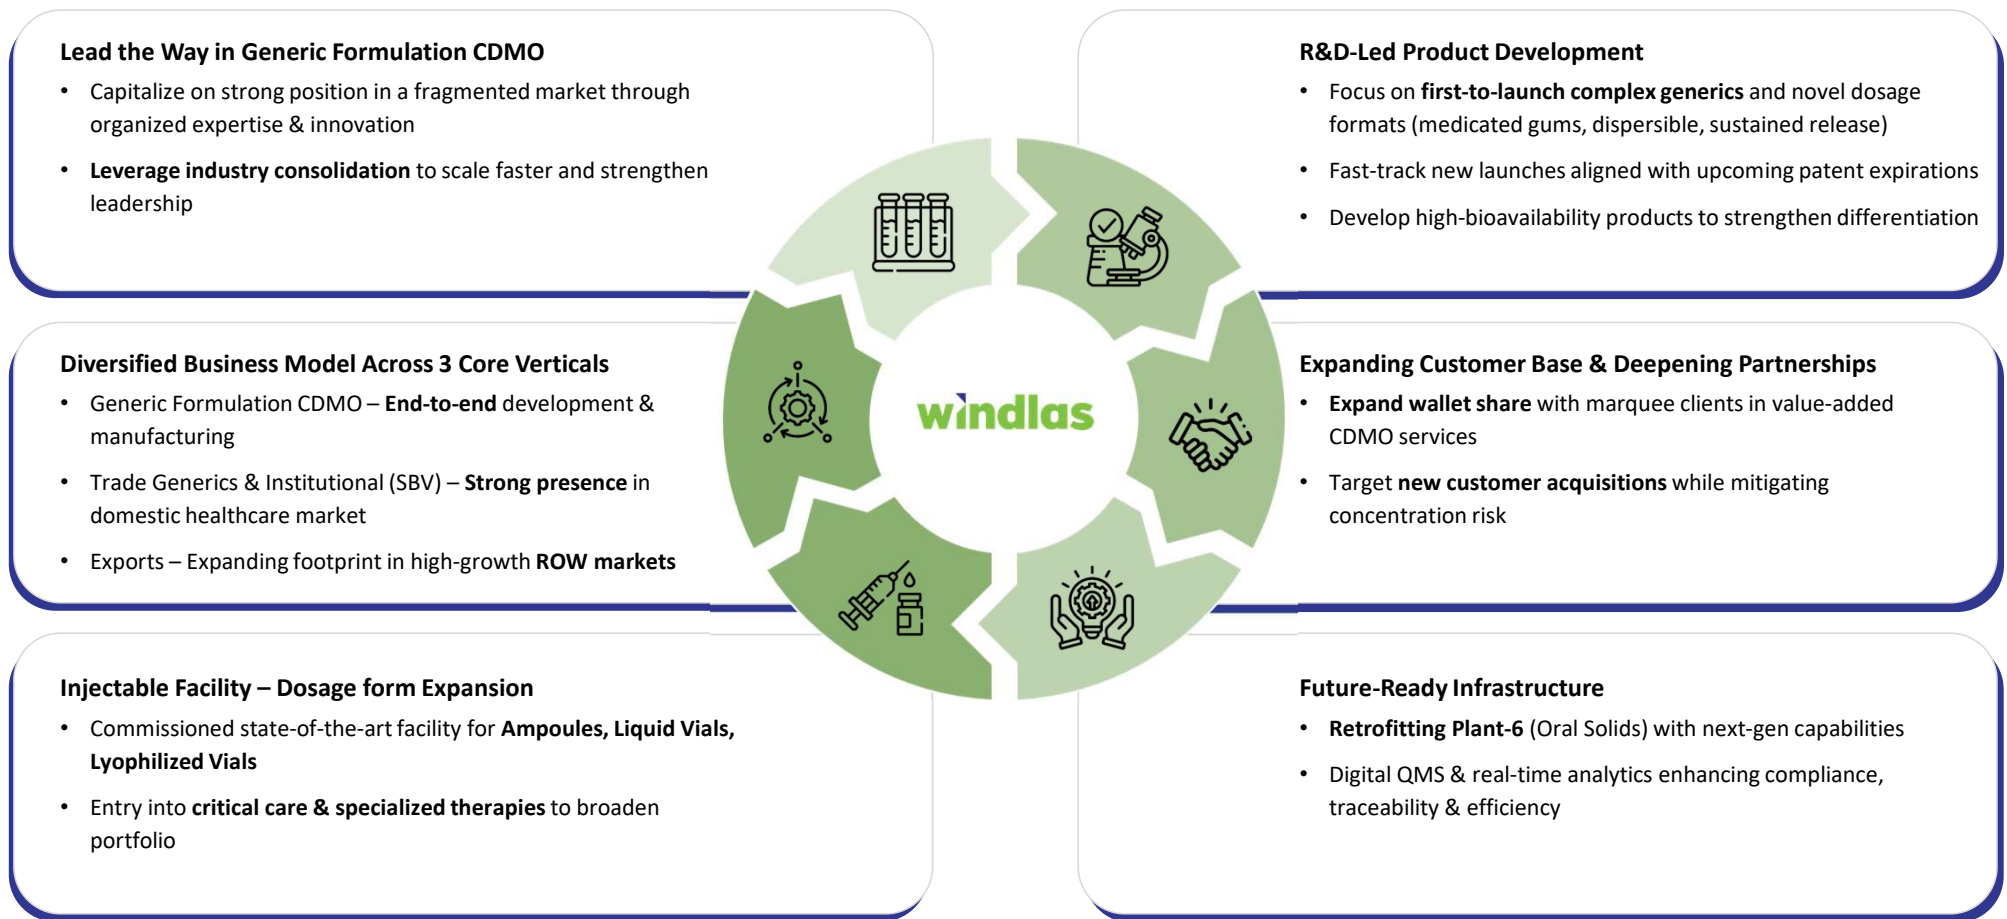 Lead the Way in Generic Formulation CDMO
• Capitalize on strong position in a fragmented market through
organized expertise & innovation
• Leverage industry consolidation to scale faster and strengthen
leadership
Diversified Business Model Across 3 Core Verticals
• Generic Formulation CDMO – End-to-end development &
manufacturing
• Trade Generics & Institutional (SBV) – Strong presence in
domestic healthcare market
• Exports – Expanding footprint in high-growth ROW markets
Injectable Facility – Dosage form Expansion
• Commissioned state-of-the-art facility for Ampoules, Liquid Vials,
Lyophilized Vials
• Entry into critical care & specialized therapies to broaden
portfolio
windlas
R&D-Led Product Development
• Focus on first-to-launch complex generics and novel dosage
formats (medicated gums, dispersible, sustained release)
• Fast-track new launches aligned with upcoming patent expirations
• Develop high-bioavailability products to strengthen differentiation
Expanding Customer Base & Deepening Partnerships
• Expand wallet share with marquee clients in value-added
CDMO services
• Target new customer acquisitions while mitigating
concentration risk
Future-Ready Infrastructure
• Retrofitting Plant-6 (Oral Solids) with next-gen capabilities
• Digital QMS & real-time analytics enhancing compliance,
traceability & efficiency